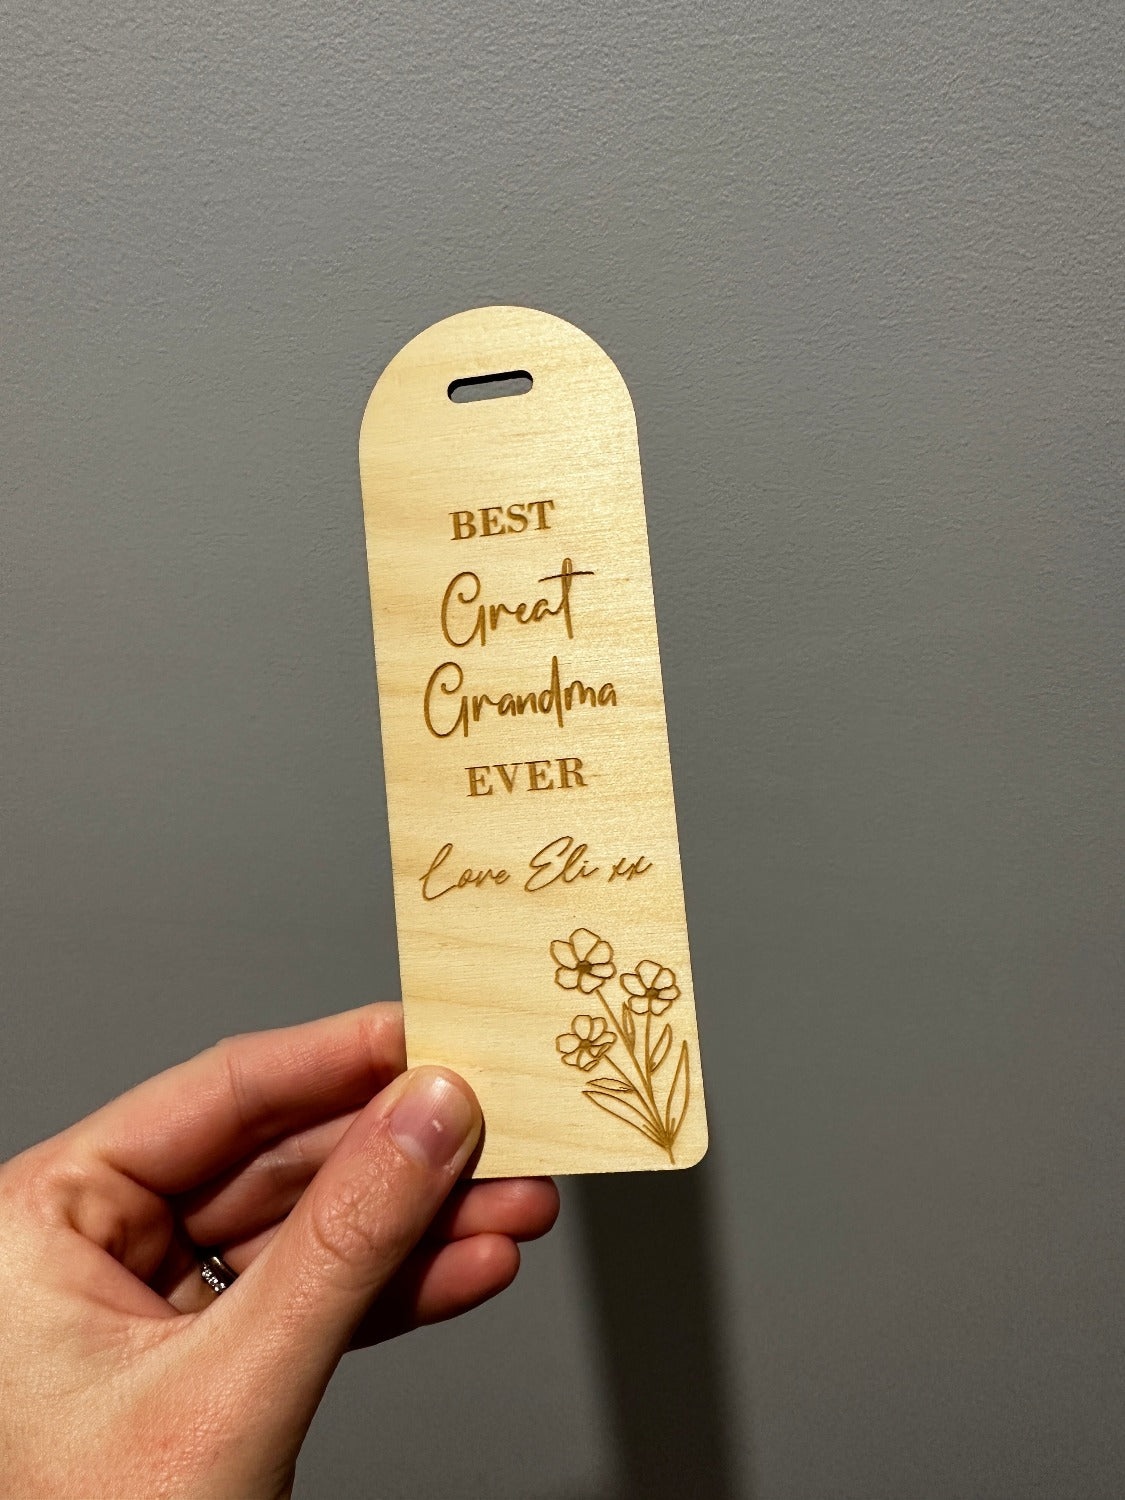 BEST
Great
Grandma
EVER
Love Eli xx